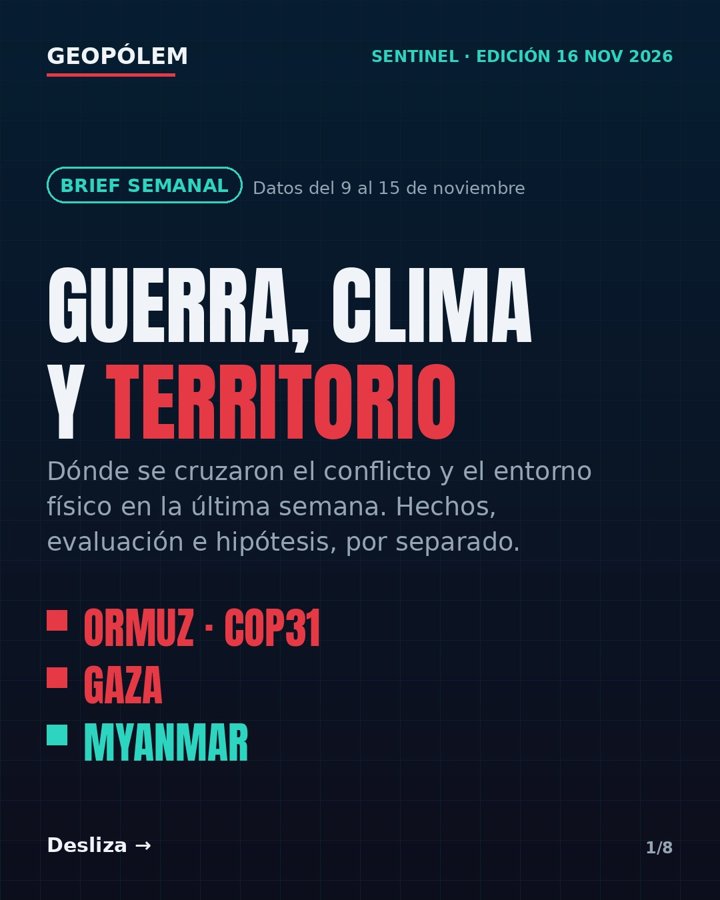 GEOPÓLEM
SENTINEL · EDICIÓN 16 NOV 2026
BRIEF SEMANAL
Datos del 9 al 15 de noviembre
GUERRA, CLIMA
Y TERRITORIO
Dónde se cruzaron el conflicto y el entorno
físico en la última semana. Hechos,
evaluación e hipótesis, por separado.
ORMUZ · COP31
GAZA
MYANMAR
Desliza →
1/8